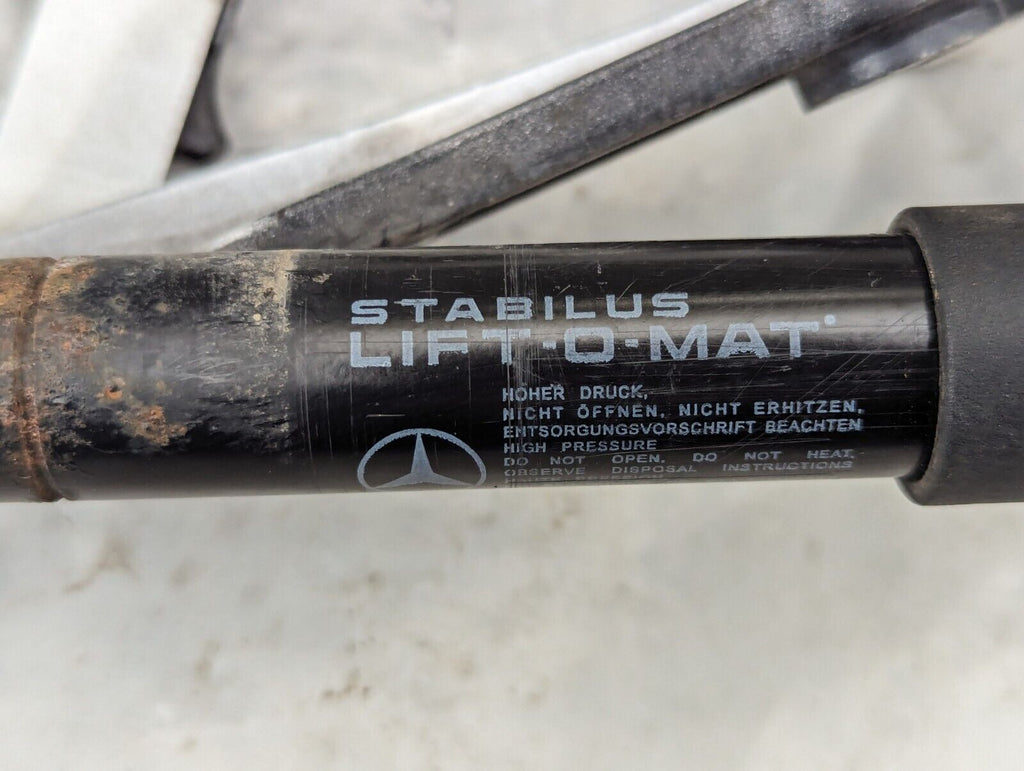 STABILUS
LIFT-O-MAT
HOHER DRUCK,
NICHT ÖFFNEN, NICHT ERHITZEN,
ENTSORGUNGSVORSCHRIFT BEACHTEN
HIGH PRESSURE
DO NOT OPEN, DO NOT HEAT,
OBSERVE DISPOSAL INSTRUCTIONS